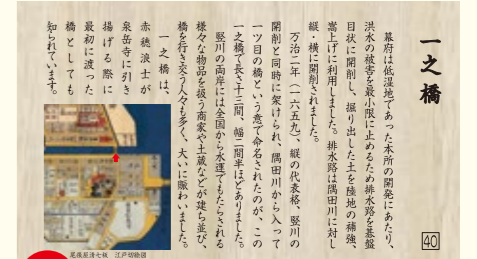 一之橋
幕府は低湿地であった本所の開発にあたり、
洪水の被害を最小限に止めるため排水路を碁盤
目状に開削し、掘り出した土を陸地の補強、
嵩上げに利用しました。排水路は隅田川に対し
縦・横に開削されました。
万治二年(一六五九)、縦の代表格、竪川の
開削と同時に架けられ、隅田川から入って
一ツ目の橋という意で命名されたのが、この
一之橋で長さ十三間、幅二間半ほどありました。
竪川の両岸には全国から水運でもたらされる
様々な物品を扱う商家や土蔵などが建ち並び、
橋を行き交う人々も多く、大いに賑わいました。
一之橋は、
赤穂浪士が
泉岳寺に引き
揚げる際に
最初に渡った
橋としても
知られています。
尾張屋清七板 江戸切絵図
40